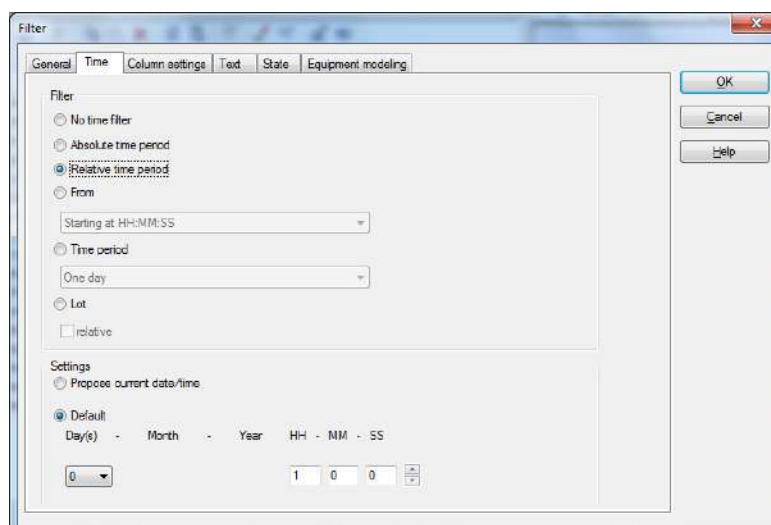 Filter
General Time Column settings Text State Equipment modeling
OK
Cancel
Help
Filter
No time filter
Absolute time period
Relative time period
From
Starting at HH:MM:SS
Time period
One day
Lot
relative
Settings
Propose current date/time
Default
Day(s) - Month - Year HH - MM - SS
0 1 0 0